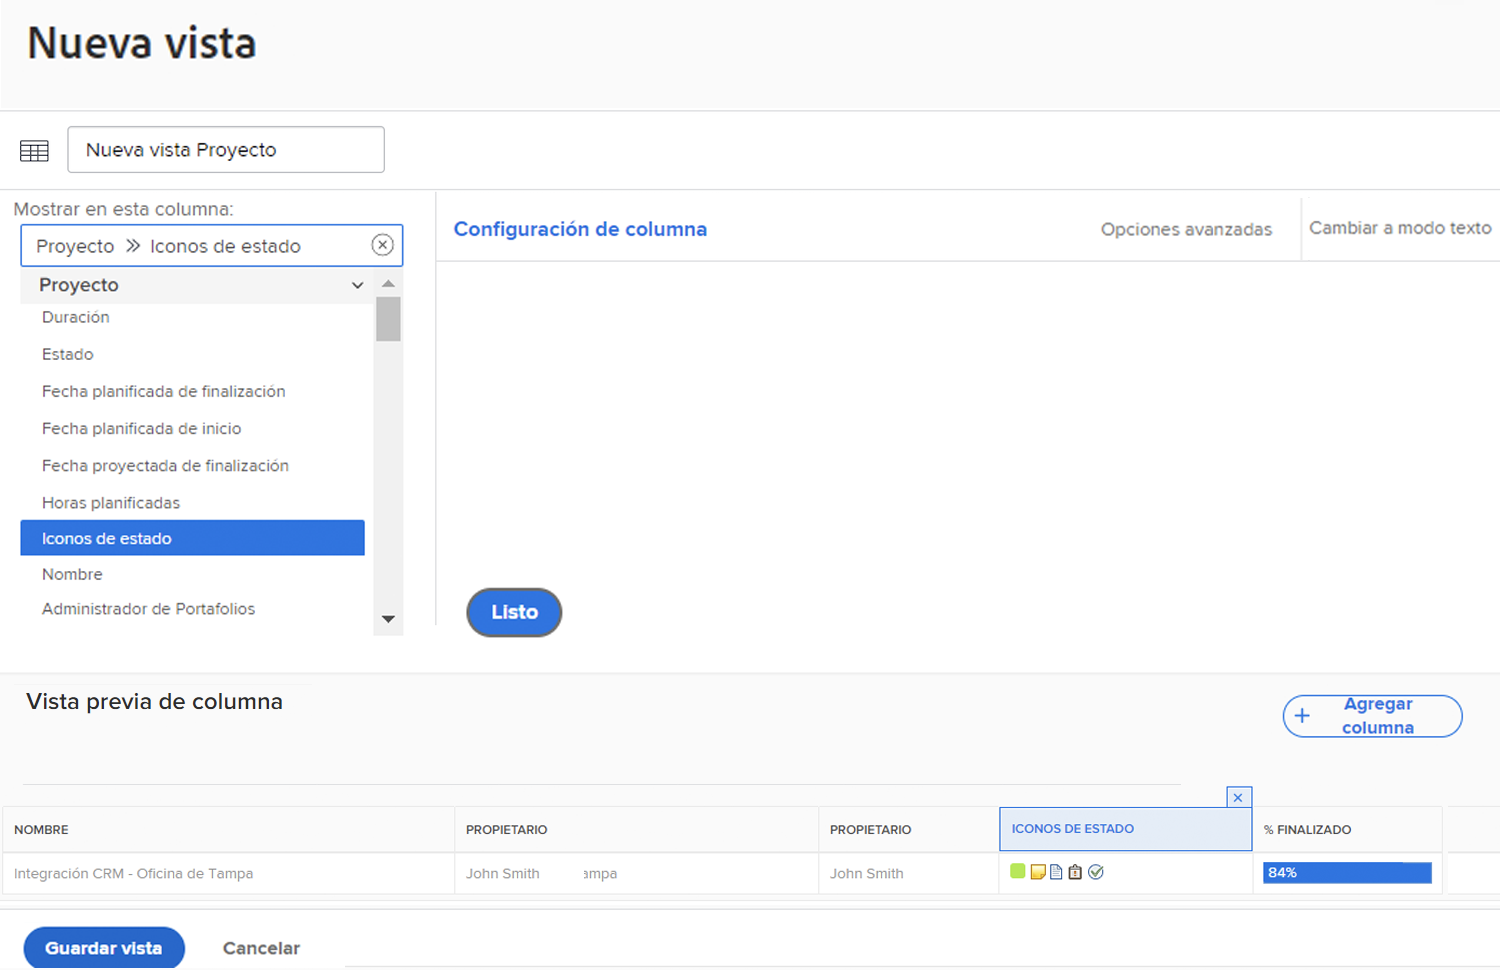 Nueva vista
Nueva vista Proyecto
Mostrar en esta columna:
Proyecto » Iconos de estado
Proyecto
Duración
Estado
Fecha planificada de finalización
Fecha planificada de inicio
Fecha proyectada de finalización
Horas planificadas
Iconos de estado
Nombre
Administrador de Portafolios
Configuración de columna
Opciones avanzadas
Cambiar a modo texto
Listo
Vista previa de columna
+ Agregar
columna
NOMBRE PROPIETARIO PROPIETARIO ICONOS DE ESTADO % FINALIZADO
Integración CRM - Oficina de Tampa John Smith ampa John Smith 84%
Guardar vista Cancelar